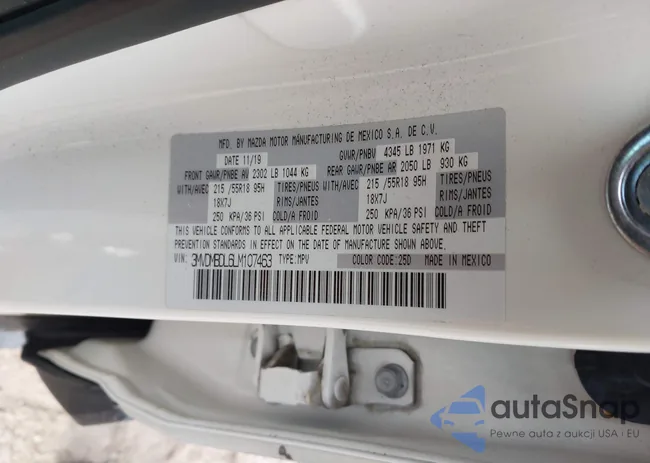 MFD. BY MAZDA MOTOR MANUFACTURING DE MEXICO S.A. DE C.V.
DATE 11/19 GVWR/PNBV 4345 LB 1971 KG
FRONT GAWR/PNBE AV 2302 LB 1044 KG REAR GAWR/PNBE AR 2050 LB 930 KG
WITH/AVEC 215 /55R18 95H TIRES/PNEUS WITH/AVEC 215 /55R18 95H TIRES/PNEUS
18X7J RIMS/JANTES 18X7J RIMS/JANTES
250 KPA/36 PSI COLD/A FROID 250 KPA/36 PSI COLD/A FROID
THIS VEHICLE CONFORMS TO ALL APPLICABLE FEDERAL MOTOR VEHICLE SAFETY AND THEFT
PREVENTION STANDARDS IN EFFECT ON THE DATE OF MANUFACTURE SHOWN ABOVE.
VIN: 3MVDMBDL6LM107463 TYPE:MPV COLOR CODE:25D MADE IN MEXICO
autaSnap
Pewne auta z aukcji USA i EU